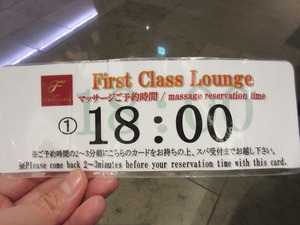 First Class Lounge
マッサージご予約時間 / massage reservation time
① 18:00
※ご予約時間の2～3分前にこちらのカードをお持ちの上、スパ受付までお越し下さい。
※Please come back 2~3minutes before your reservation time with this card.